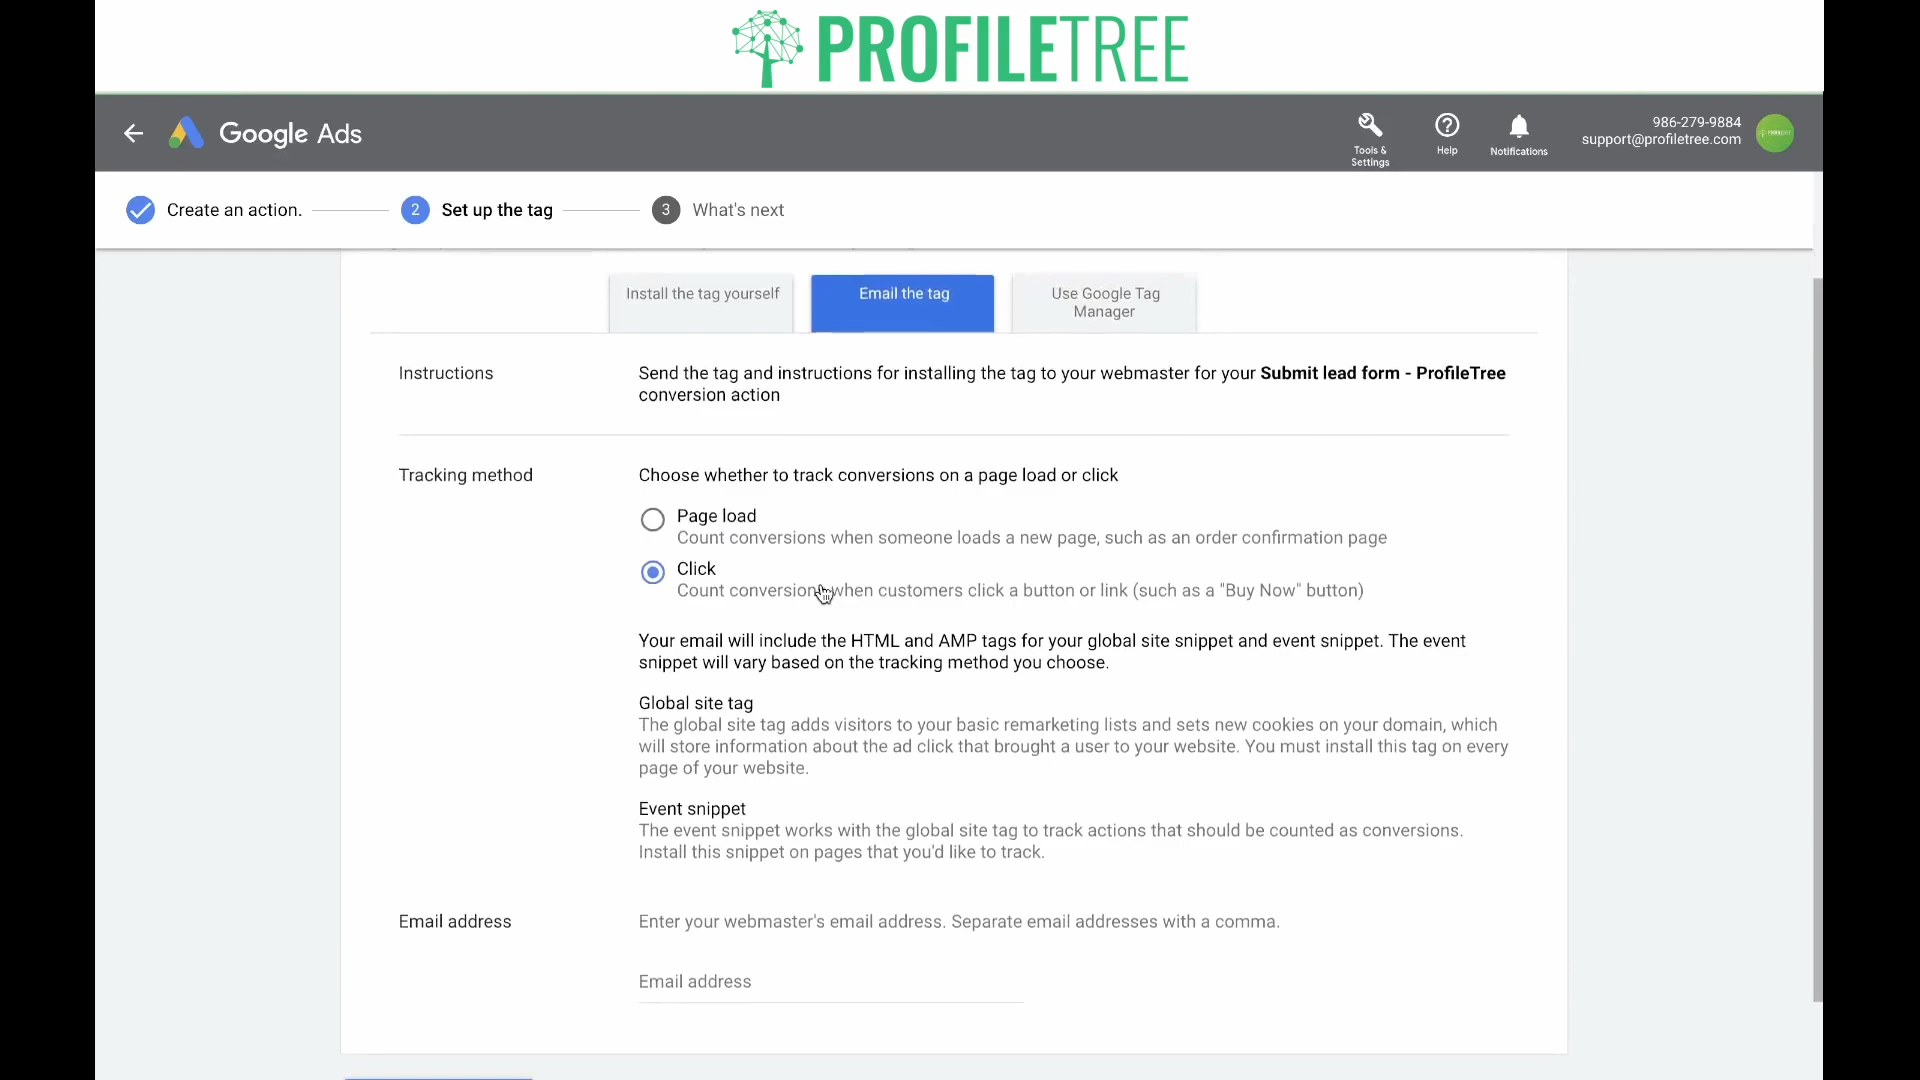 PROFILETREE
Google Ads
Tools &
Settings
Help
Notifications
986-279-9884
support@profiletree.com
Create an action.
2
Set up the tag
3
What's next
Install the tag yourself
Email the tag
Use Google Tag
Manager
Instructions
Send the tag and instructions for installing the tag to your webmaster for your Submit lead form - ProfileTree
conversion action
Tracking method
Choose whether to track conversions on a page load or click
Page load
Count conversions when someone loads a new page, such as an order confirmation page
Click
Count conversions when customers click a button or link (such as a "Buy Now" button)
Your email will include the HTML and AMP tags for your global site snippet and event snippet. The event
snippet will vary based on the tracking method you choose.
Global site tag
The global site tag adds visitors to your basic remarketing lists and sets new cookies on your domain, which
will store information about the ad click that brought a user to your website. You must install this tag on every
page of your website.
Event snippet
The event snippet works with the global site tag to track actions that should be counted as conversions.
Install this snippet on pages that you'd like to track.
Email address
Enter your webmaster's email address. Separate email addresses with a comma.
Email address